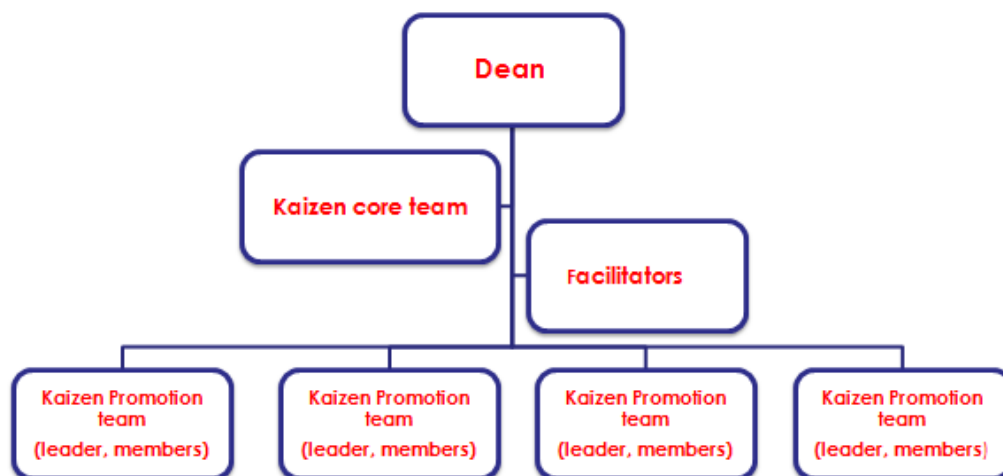 Dean
Kaizen core team
Facilitators
Kaizen Promotion
team
(leader, members)
Kaizen Promotion
team
(leader, members)
Kaizen Promotion
team
(leader, members)
Kaizen Promotion
team
(leader, members)